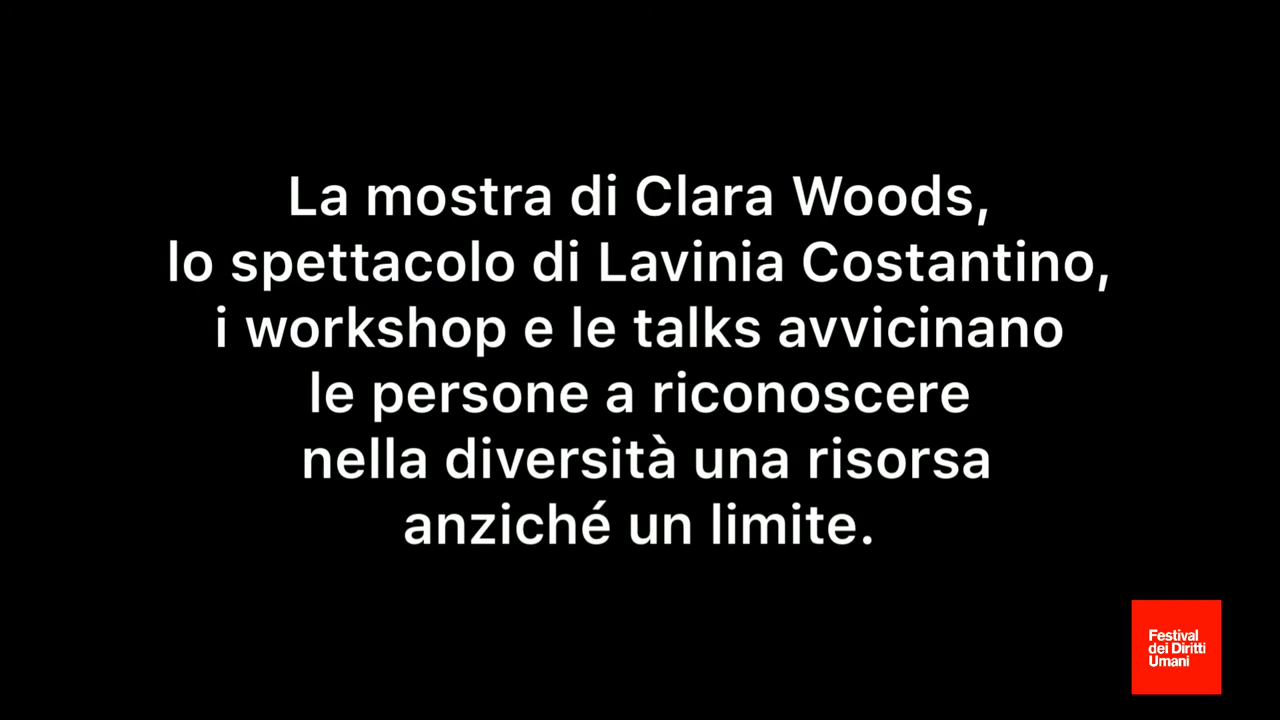 La mostra di Clara Woods,
lo spettacolo di Lavinia Costantino,
i workshop e le talks avvicinano
le persone a riconoscere
nella diversità una risorsa
anziché un limite.
Festival
dei Diritti
Umani